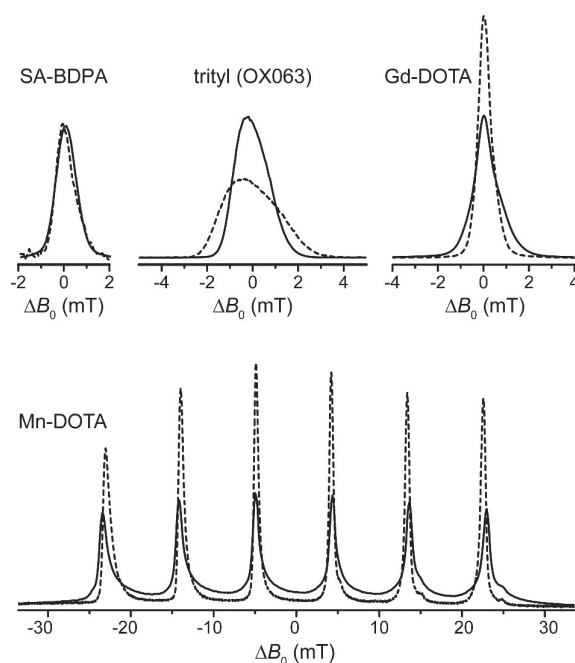 SA-BDPA
trityl (OX063)
Gd-DOTA
-2 0 2
-4 -2 0 2 4
-4 -2 0 2 4
ΔB0 (mT)
ΔB0 (mT)
ΔB0 (mT)
Mn-DOTA
-30 -20 -10 0 10 20 30
ΔB0 (mT)